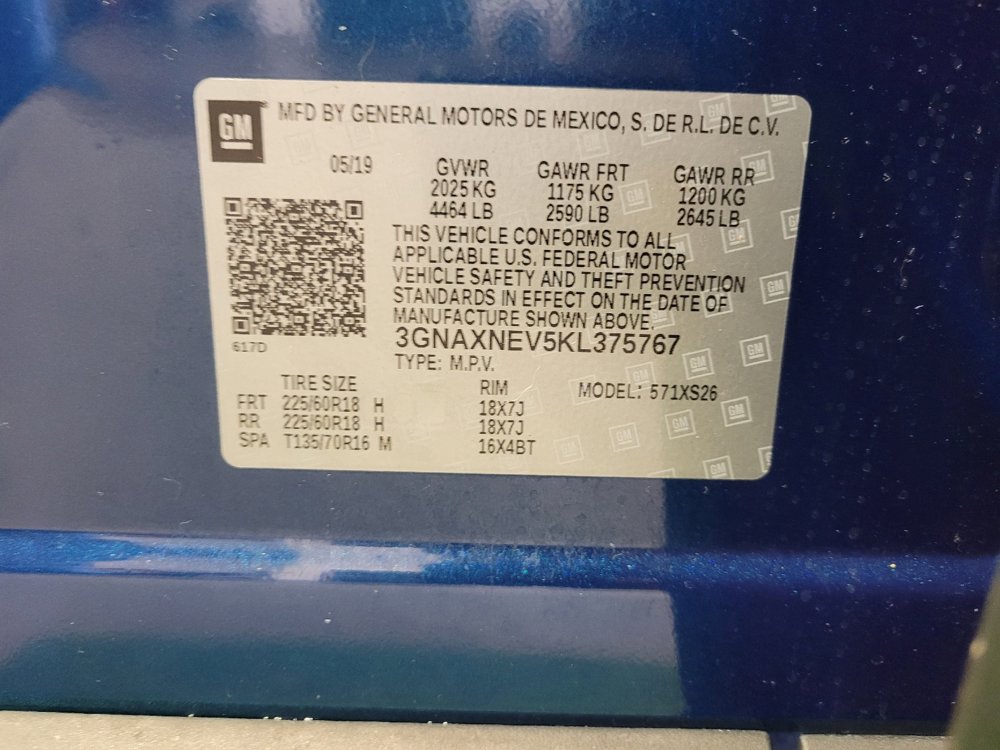 GM MFD BY GENERAL MOTORS DE MEXICO, S. DE R.L. DE C.V.
05/19 GVWR GAWR FRT GAWR RR
2025 KG 1175 KG 1200 KG
4464 LB 2590 LB 2645 LB
THIS VEHICLE CONFORMS TO ALL
APPLICABLE U.S. FEDERAL MOTOR
VEHICLE SAFETY AND THEFT PREVENTION
STANDARDS IN EFFECT ON THE DATE OF
MANUFACTURE SHOWN ABOVE.
617D
3GNAXNEV5KL375767
TYPE: M.P.V.
TIRE SIZE RIM MODEL: 571XS26
FRT 225/60R18 H 18X7J
RR 225/60R18 H 18X7J
SPA T135/70R16 M 16X4BT